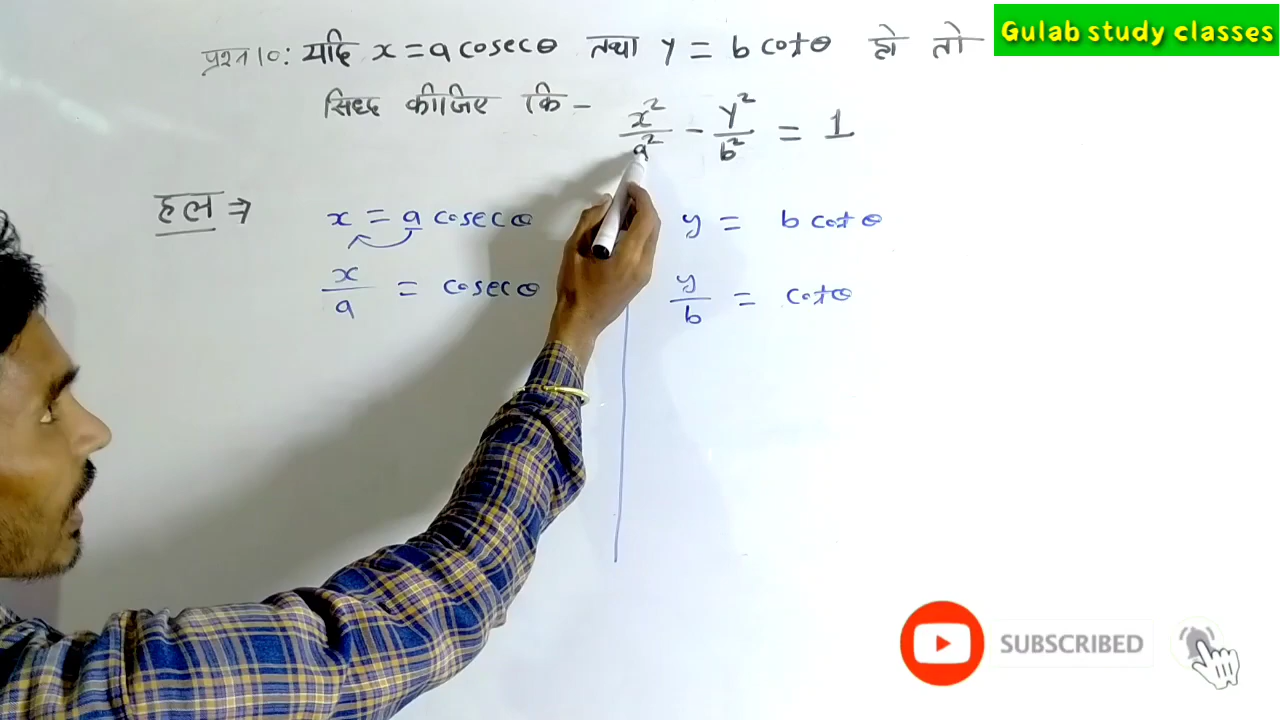 Gulab study classes
प्रश्न 10: यदि x = a cosecθ तथा y = b cotθ हो तो
सिध्द कीजिए कि - x²/a² - y²/b² = 1
हल ⇒ x = a cosecθ y = b cotθ
x/a = cosecθ y/b = cotθ
SUBSCRIBED